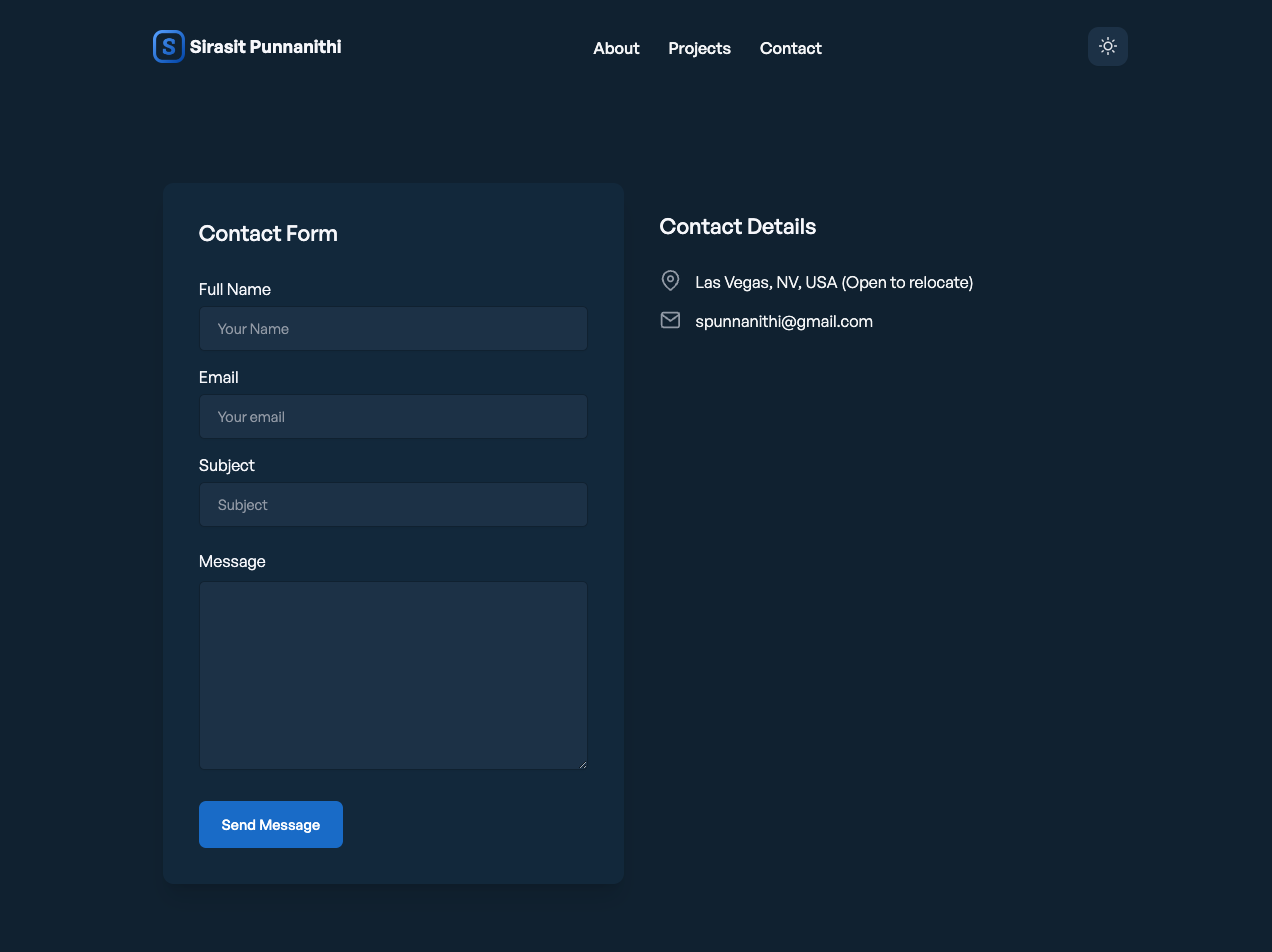 S Sirasit Punnanithi
About Projects Contact
Contact Form
Full Name
Your Name
Email
Your email
Subject
Subject
Message
Send Message
Contact Details
Las Vegas, NV, USA (Open to relocate)
spunnanithi@gmail.com